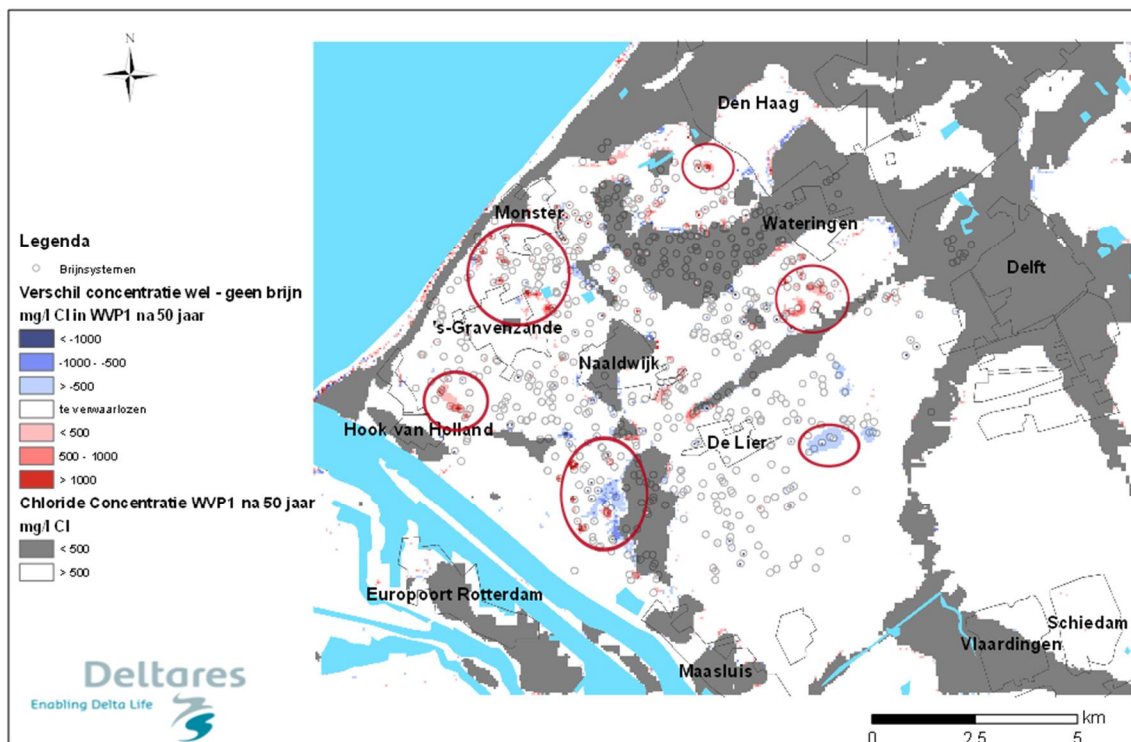 N
Den Haag
Monster
Wateringen
Delft
's-Gravenzande
Naaldwijk
Hook van Holland
De Lier
Europoort Rotterdam
Schiedam
Vlaardingen
Maasluis
Legenda
Brijnsystemen
Verschil concentratie wel - geen brijn
mg/l Cl in WVP1 na 50 jaar
< -1000
-1000 - -500
> -500
te verwaarlozen
< 500
500 - 1000
> 1000
Chloride Concentratie WVP1 na 50 jaar
mg/l Cl
< 500
> 500
Deltares
Enabling Delta Life
km
0 2,5 5